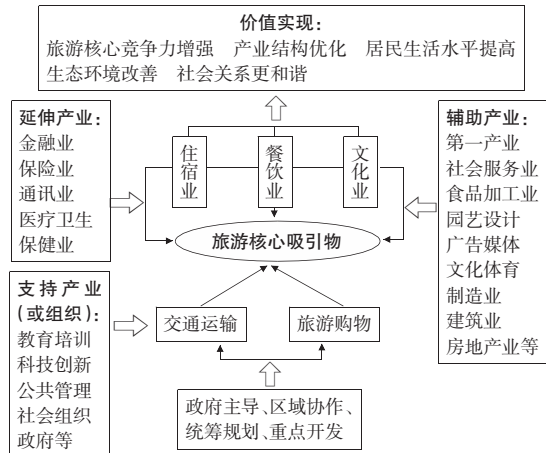 价值实现：
旅游核心竞争力增强 产业结构优化 居民生活水平提高
生态环境改善 社会关系更和谐
延伸产业：
金融业
保险业
通讯业
医疗卫生
保健业
住宿业
餐饮业
文化业
辅助产业：
第一产业
社会服务业
食品加工业
园艺设计
广告媒体
文化体育
制造业
建筑业
房地产业等
旅游核心吸引物
支持产业
(或组织)：
教育培训
科技创新
公共管理
社会组织
政府等
交通运输
旅游购物
政府主导、区域协作、
统筹规划、重点开发